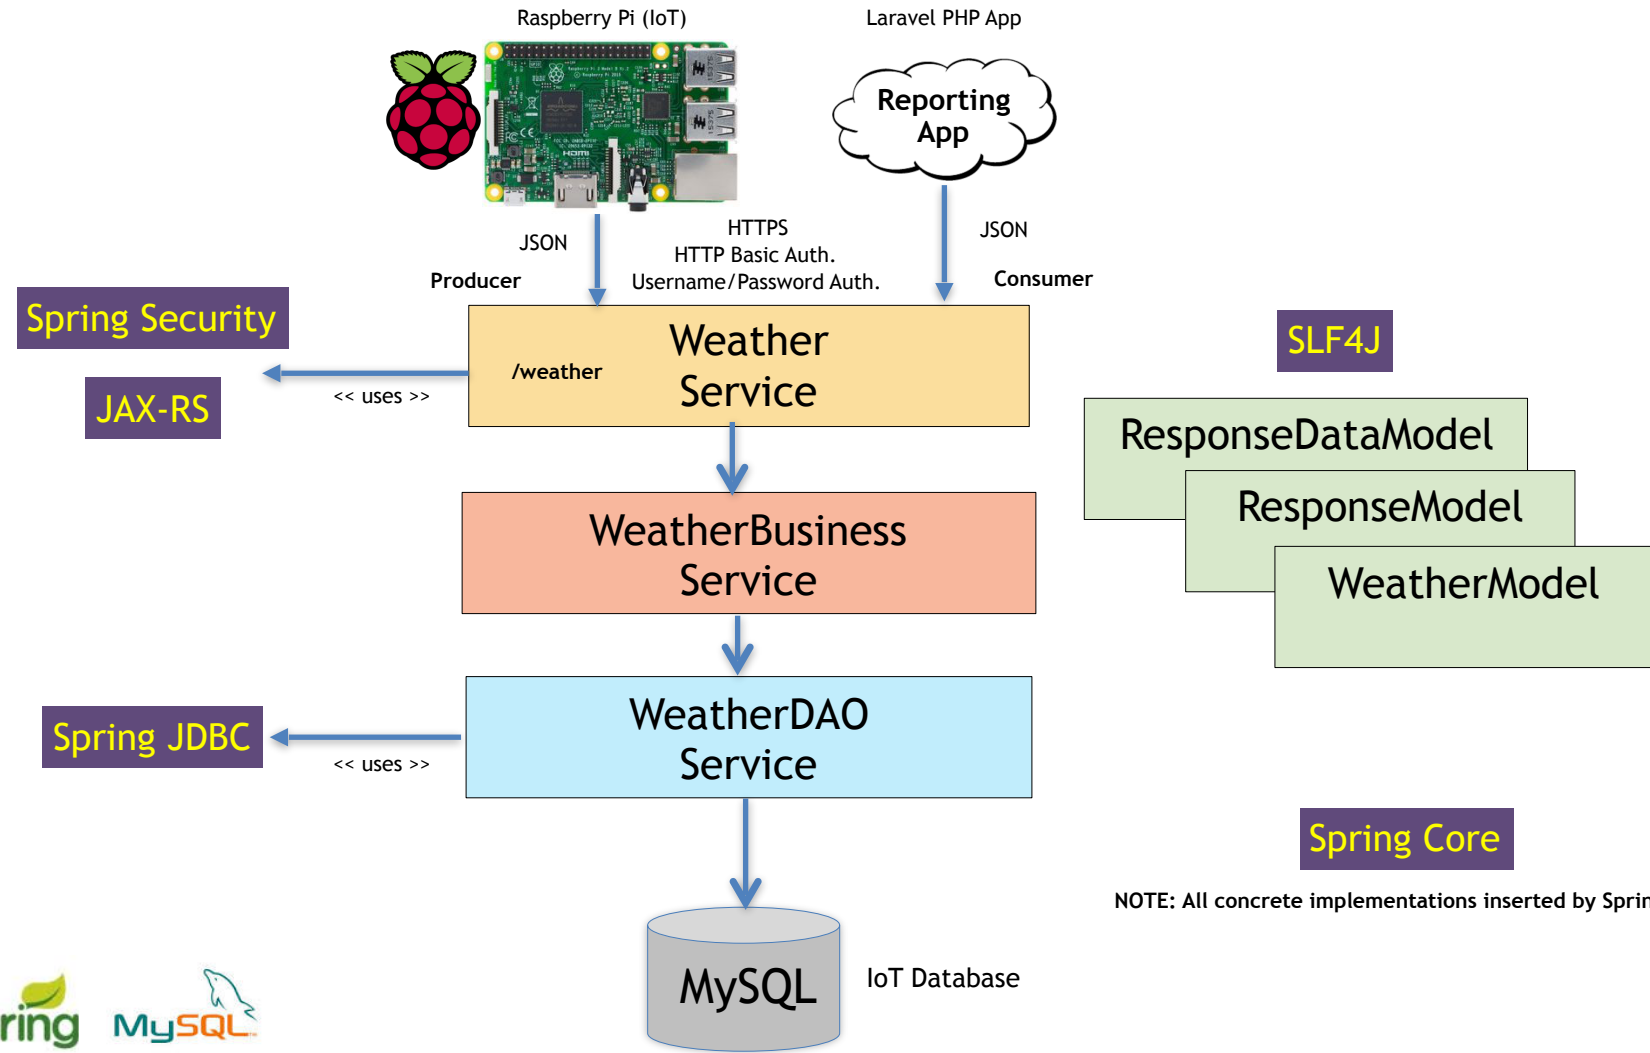 Raspberry Pi (IoT)
Laravel PHP App
Reporting
App
HDMI
JSON
HTTPS
HTTP Basic Auth.
Username/Password Auth.
JSON
Producer
Consumer
Spring Security
JAX-RS
<< uses >>
/weather
Weather
Service
SLF4J
ResponseDataModel
ResponseModel
WeatherModel
WeatherBusiness
Service
Spring JDBC
<< uses >>
WeatherDAO
Service
Spring Core
NOTE: All concrete implementations inserted by Sprin
MySQL
IoT Database
ring
MySQL